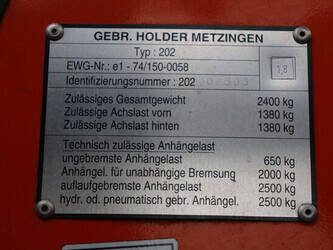 GEBR. HOLDER METZINGEN
Typ : 202
EWG-Nr.: e1 - 74/150-0058
1,8
Identifizierungsnummer : 202
Zulässiges Gesamtgewicht 2400 kg
Zulässige Achslast vorn 1380 kg
Zulässige Achslast hinten 1380 kg
Technisch zulässige Anhängelast
ungebremste Anhängelast 650 kg
Anhängel. für unabhängige Bremsung 2000 kg
auflaufgebremste Anhängelast 2500 kg
hydr. od. pneumatisch gebr. Anhängel. 2500 kg